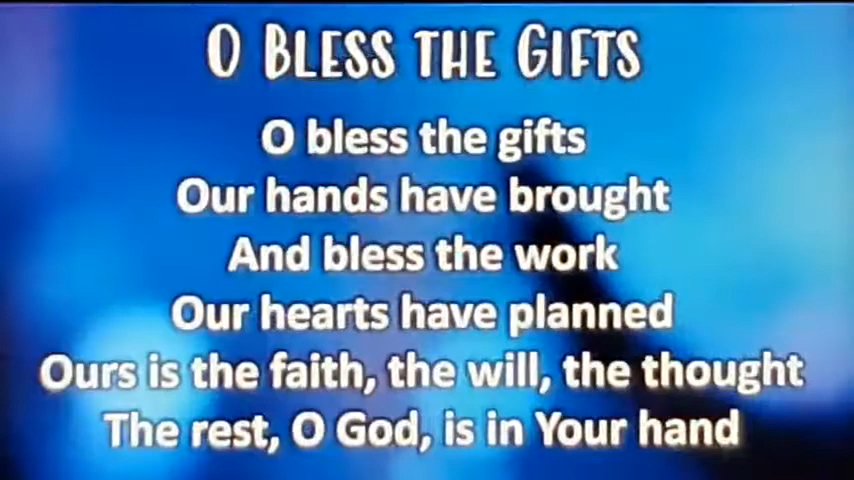 O BLESS THE GIFTS
O bless the gifts
Our hands have brought
And bless the work
Our hearts have planned
Ours is the faith, the will, the thought
The rest, O God, is in Your hand